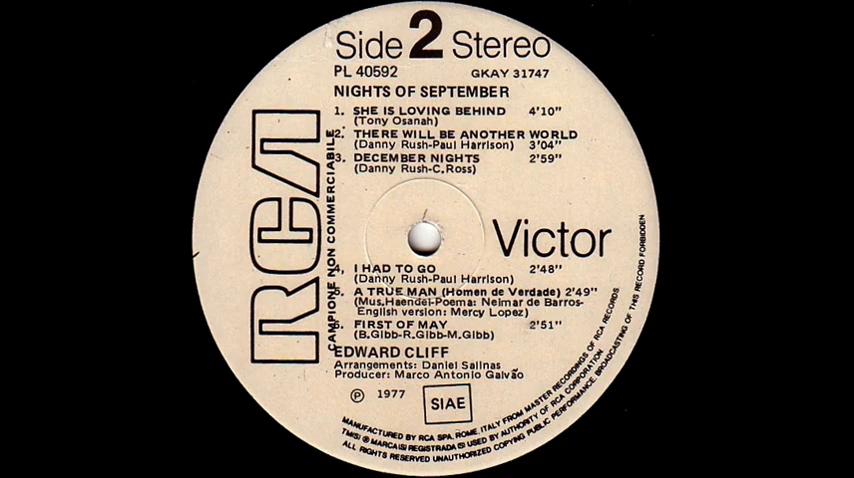 Side 2 Stereo
PL 40592 GKAY 31747
NIGHTS OF SEPTEMBER
1. SHE IS LOVING BEHIND 4'10"
(Tony Osanah)
2. THERE WILL BE ANOTHER WORLD
(Danny Rush-Paul Harrison) 3'04"
3. DECEMBER NIGHTS 2'59"
(Danny Rush-C.Ross)
RCA
CAMPIONE NON COMMERCIABILE
Victor
4. I HAD TO GO 2'48"
(Danny Rush-Paul Harrison)
5. A TRUE MAN (Homen de Verdade) 2'49"
(Mus.Haendel-Poema: Neimar de Barros-
English version: Mercy Lopez)
6. FIRST OF MAY 2'51"
(B.Gibb-R.Gibb-M.Gibb)
EDWARD CLIFF
Arrangements: Daniel Salinas
Producer: Marco Antonio Galvão
℗ 1977 SIAE
MANUFACTURED BY RCA SPA, ROME, ITALY FROM MASTER RECORDINGS OF RCA RECORDS
TM(S) ® MARCA(S) REGISTRADA(S) USED BY AUTHORITY OF RCA CORPORATION.
ALL RIGHTS RESERVED UNAUTHORIZED COPYING PUBLIC PERFORMANCE. BROADCASTING OF THIS RECORD FORBIDDEN